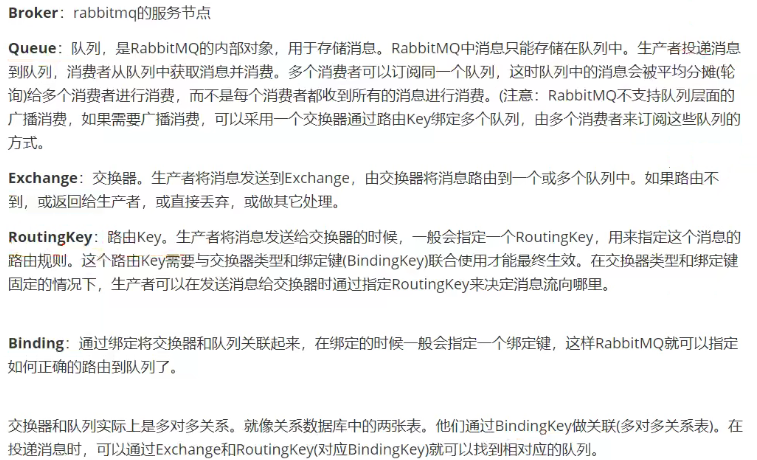 Broker：rabbitmq的服务节点
Queue：队列，是RabbitMQ的内部对象，用于存储消息。RabbitMQ中消息只能存储在队列中。生产者投递消息
到队列，消费者从队列中获取消息并消费。多个消费者可以订阅同一个队列，这时队列中的消息会被平均分摊(轮
询)给多个消费者进行消费，而不是每个消费者都收到所有的消息进行消费。(注意：RabbitMQ不支持队列层面的
广播消费，如果需要广播消费，可以采用一个交换器通过路由Key绑定多个队列，由多个消费者来订阅这些队列的
方式。
Exchange：交换器。生产者将消息发送到Exchange，由交换器将消息路由到一个或多个队列中。如果路由不
到，或返回给生产者，或直接丢弃，或做其它处理。
RoutingKey：路由Key。生产者将消息发送给交换器的时候，一般会指定一个RoutingKey，用来指定这个消息的
路由规则。这个路由Key需要与交换器类型和绑定键(BindingKey)联合使用才能最终生效。在交换器类型和绑定键
固定的情况下，生产者可以在发送消息给交换器时通过指定RoutingKey来决定消息流向哪里。
Binding：通过绑定将交换器和队列关联起来，在绑定的时候一般会指定一个绑定键，这样RabbitMQ就可以指定
如何正确的路由到队列了。
交换器和队列实际上是多对多关系。就像关系数据库中的两张表。他们通过BindingKey做关联(多对多关系表)。在
投递消息时，可以通过Exchange和RoutingKey(对应BindingKey)就可以找到相对应的队列。